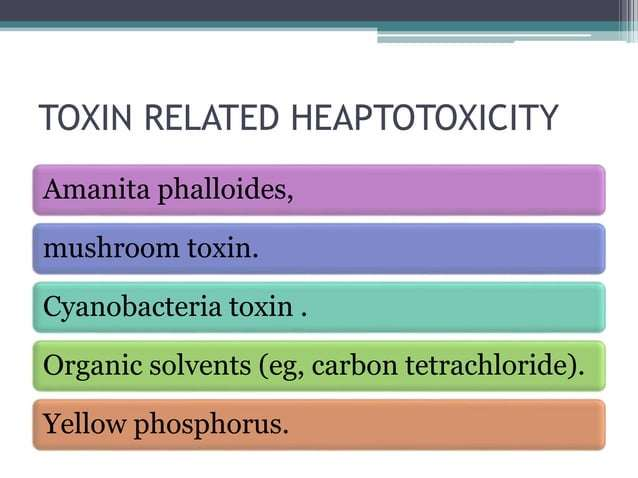 TOXIN RELATED HEAPTOTOXICITY
Amanita phalloides,
mushroom toxin.
Cyanobacteria toxin .
Organic solvents (eg, carbon tetrachloride).
Yellow phosphorus.